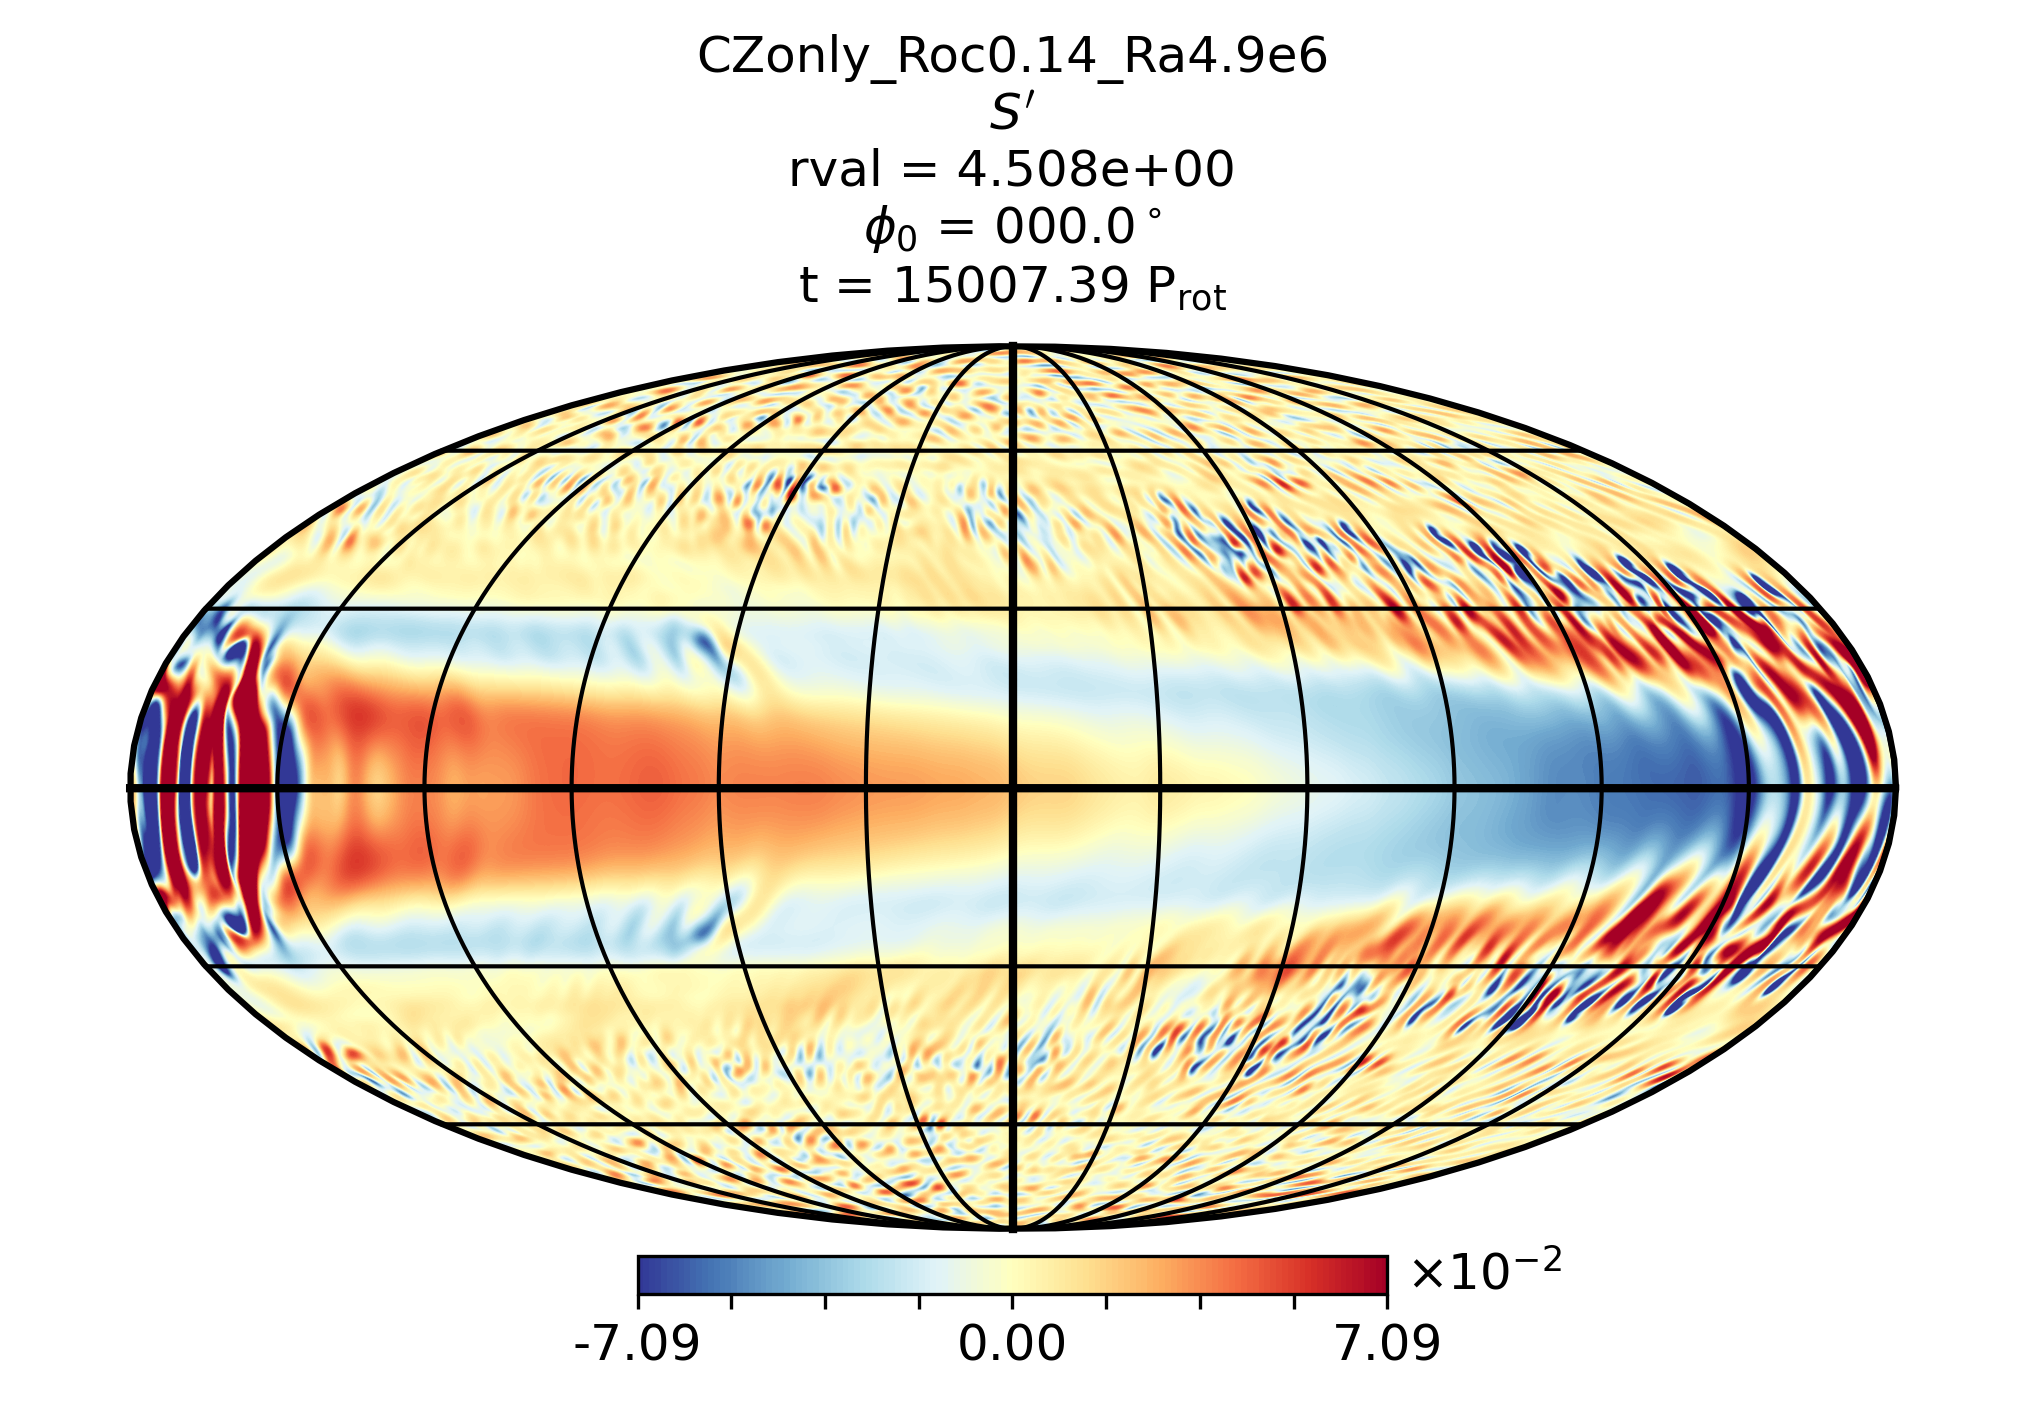 CZonly_Roc0.14_Ra4.9e6
S′
rval = 4.508e+00
ϕ₀ = 000.0°
t = 15007.39 P_rot
×10⁻²
-7.09 0.00 7.09